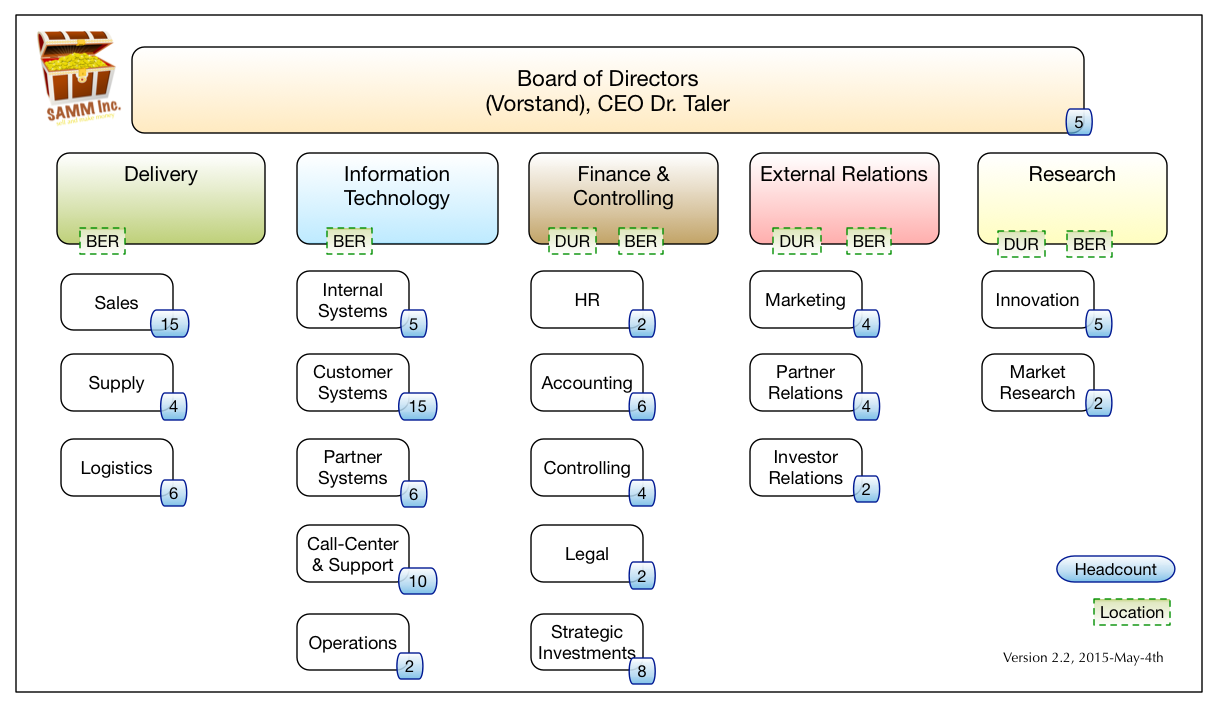 SAMM Inc.
Board of Directors
(Vorstand), CEO Dr. Taler
5
Delivery
BER
Sales
15
Supply
4
Logistics
6
Information
Technology
BER
Internal
Systems
5
Customer
Systems
15
Partner
Systems
6
Call-Center
& Support
10
Operations
2
Finance &
Controlling
DUR
BER
HR
2
Accounting
6
Controlling
4
Legal
2
Strategic
Investments
8
External Relations
DUR
BER
Marketing
4
Partner
Relations
4
Investor
Relations
2
Research
DUR
BER
Innovation
5
Market
Research
2
Headcount
Location
Version 2.2, 2015-May-4th